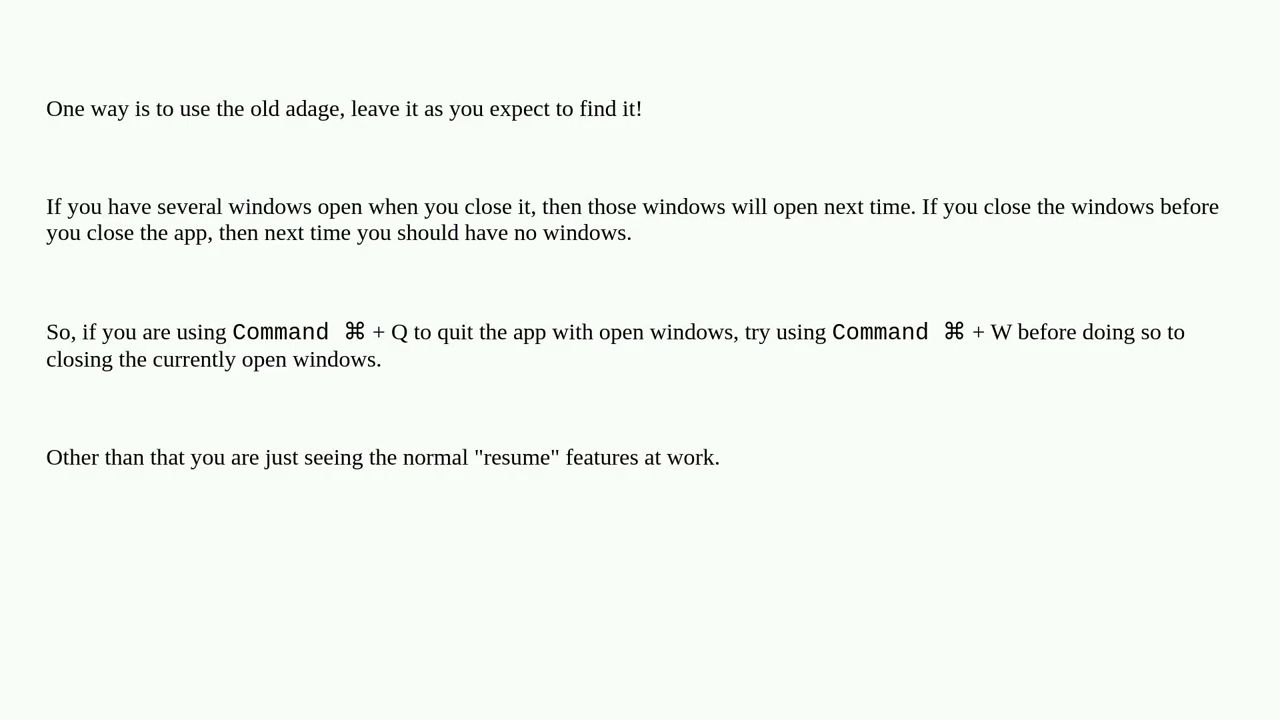 One way is to use the old adage, leave it as you expect to find it!
If you have several windows open when you close it, then those windows will open next time. If you close the windows before
you close the app, then next time you should have no windows.
So, if you are using Command ⌘ + Q to quit the app with open windows, try using Command ⌘ + W before doing so to
closing the currently open windows.
Other than that you are just seeing the normal "resume" features at work.